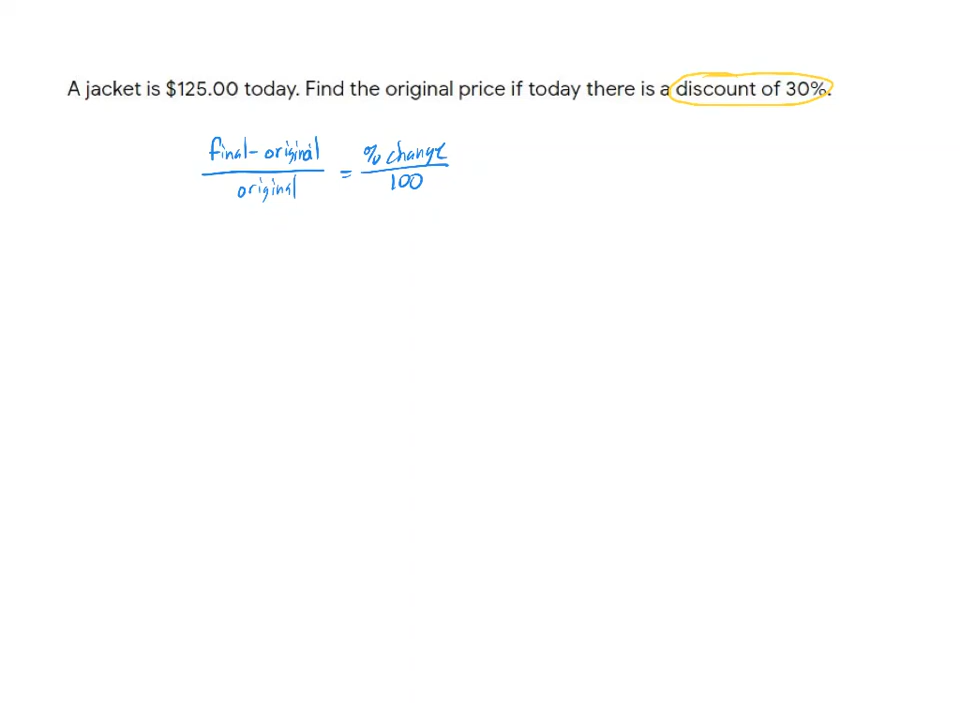 A jacket is $125.00 today. Find the original price if today there is a discount of 30%.
final - original = % change
original 100